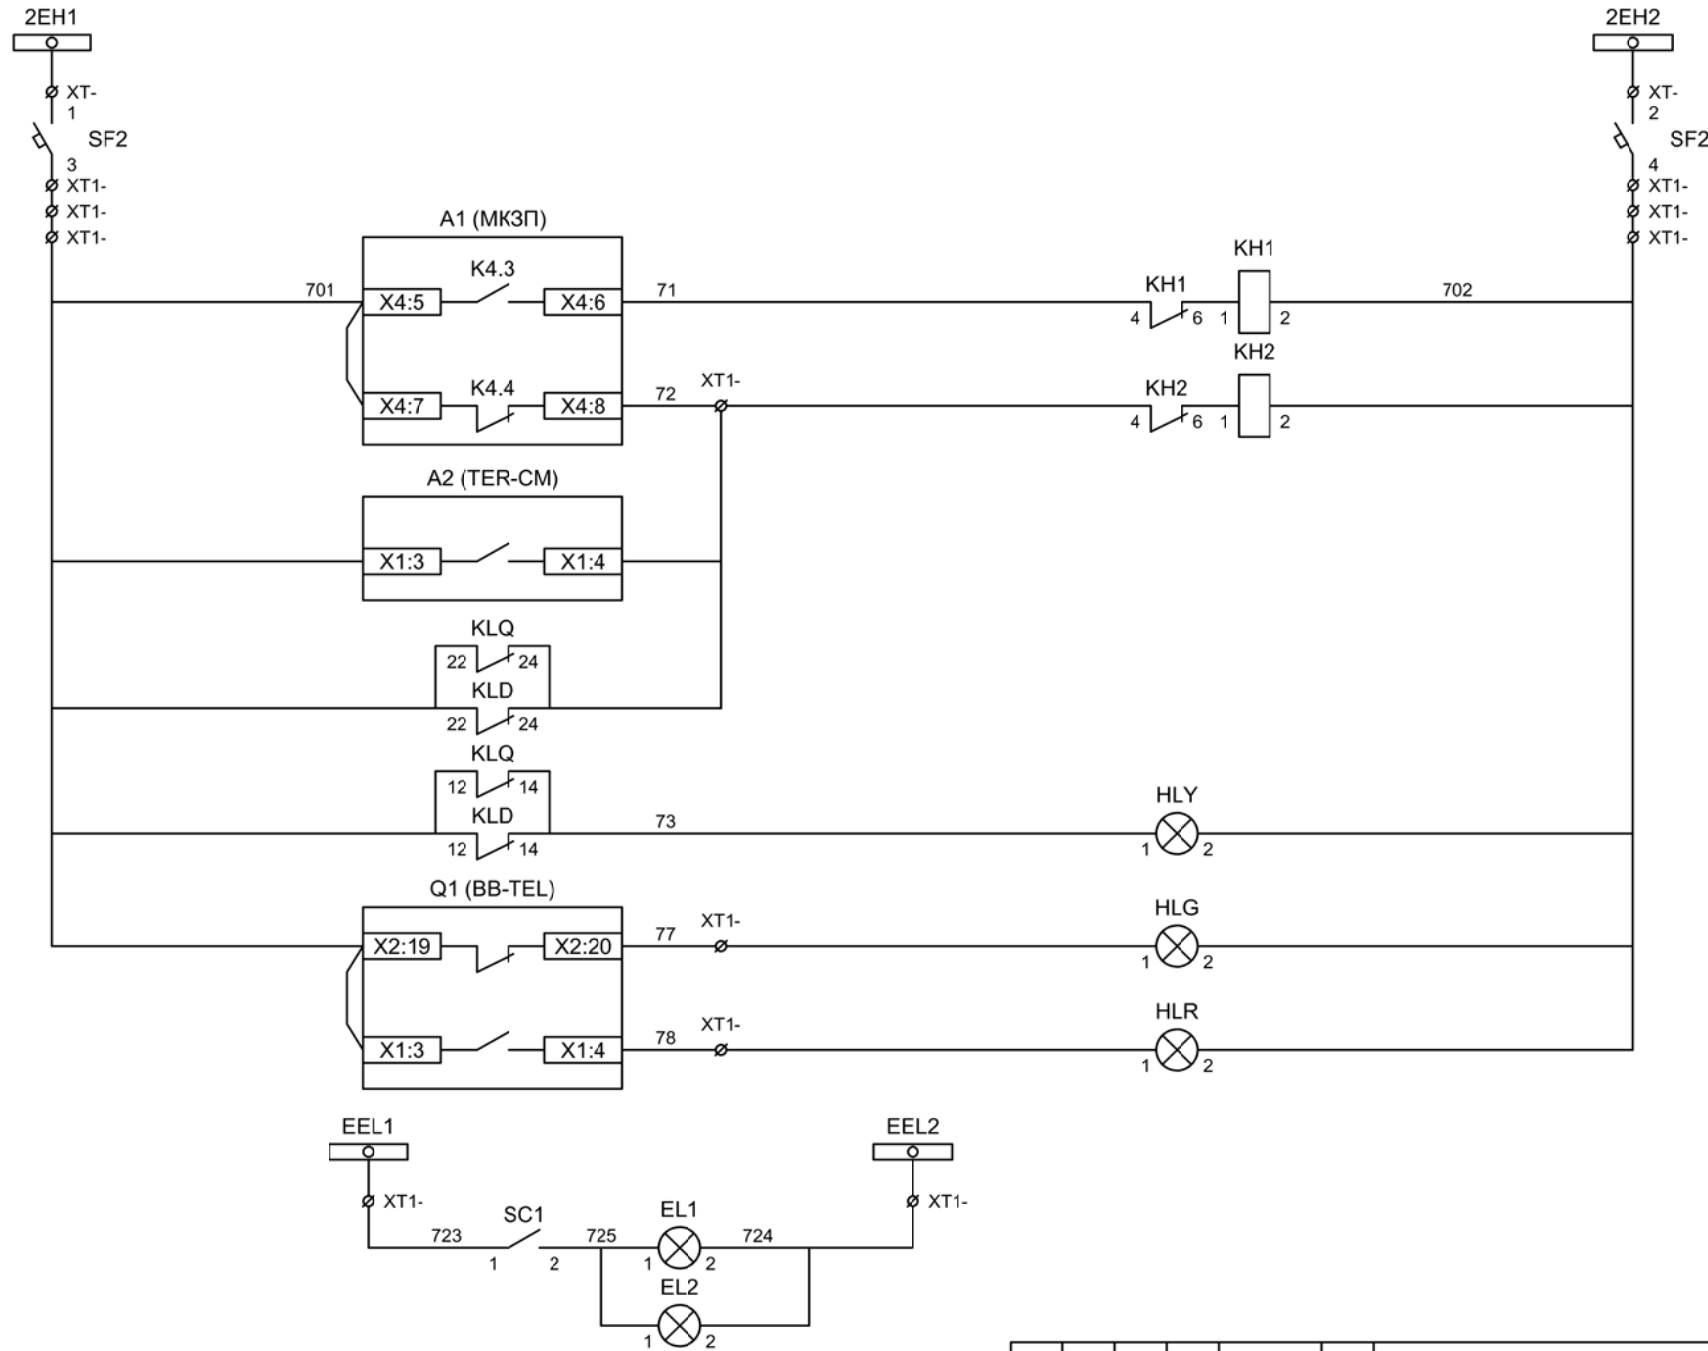 2EH1 2EH2
XT- XT-
1 2
SF2 SF2
3 4
XT1- XT1-
XT1- XT1-
XT1- XT1-
A1 (МКЗП)
K4.3 KH1 KH1
701 X4:5 X4:6 71 4 6 1 2 702
K4.4 XT1- KH2 KH2
X4:7 X4:8 72 4 6 1 2
A2 (TER-CM)
X1:3 X1:4
KLQ
22 24
KLD
22 24
KLQ
12 14
KLD 73 HLY
12 14 1 2
Q1 (BB-TEL)
X2:19 X2:20 77 XT1- HLG
1 2
X1:3 X1:4 78 XT1- HLR
1 2
EEL1 EEL2
XT1- XT1-
723 SC1 725 EL1 724
1 2 1 2
EL2
1 2